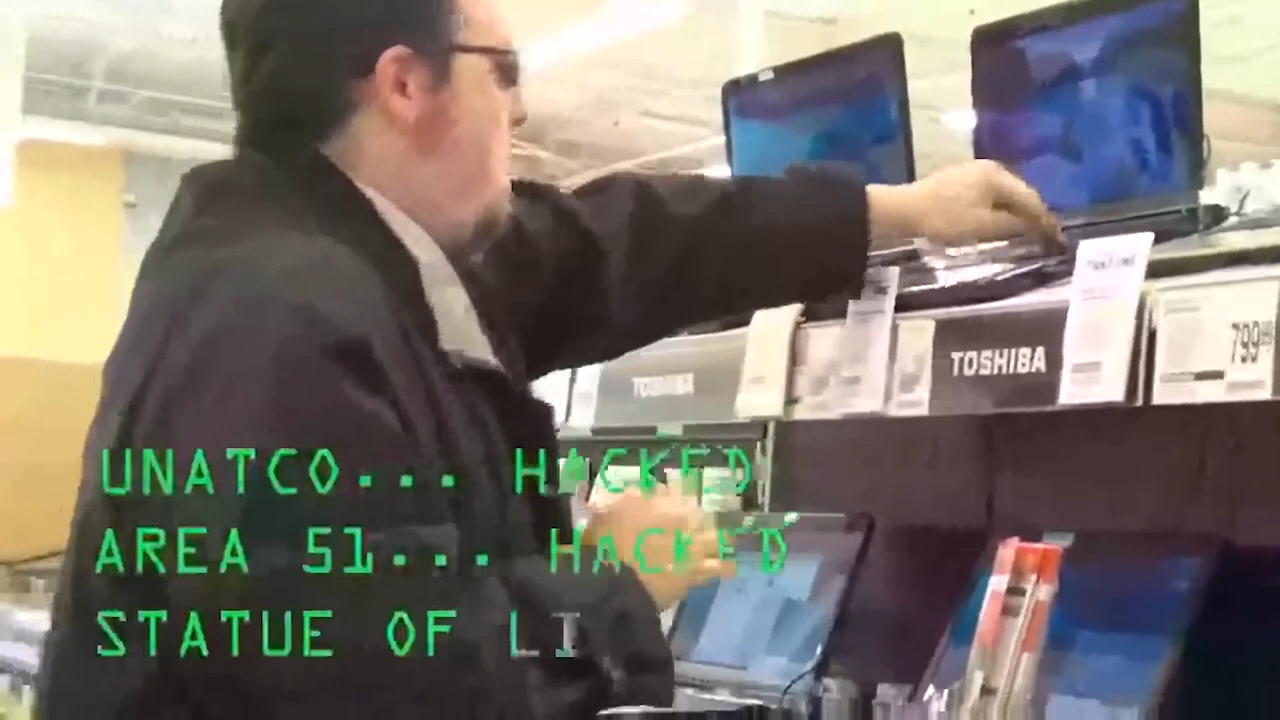 TOSHIBA
TOSHIBA
799
UNATCO... HACKED
AREA 51... HACKED
STATUE OF LI